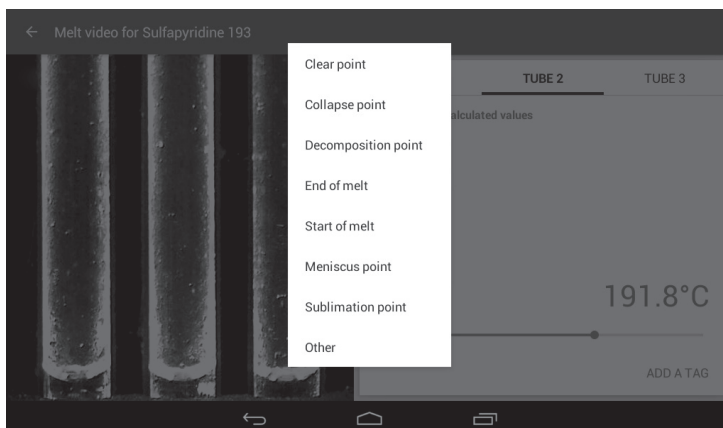 Melt video for Sulfapyridine 193
Clear point
Collapse point
Decomposition point
End of melt
Start of melt
Meniscus point
Sublimation point
Other
TUBE 2
TUBE 3
alculated values
191.8°C
ADD A TAG